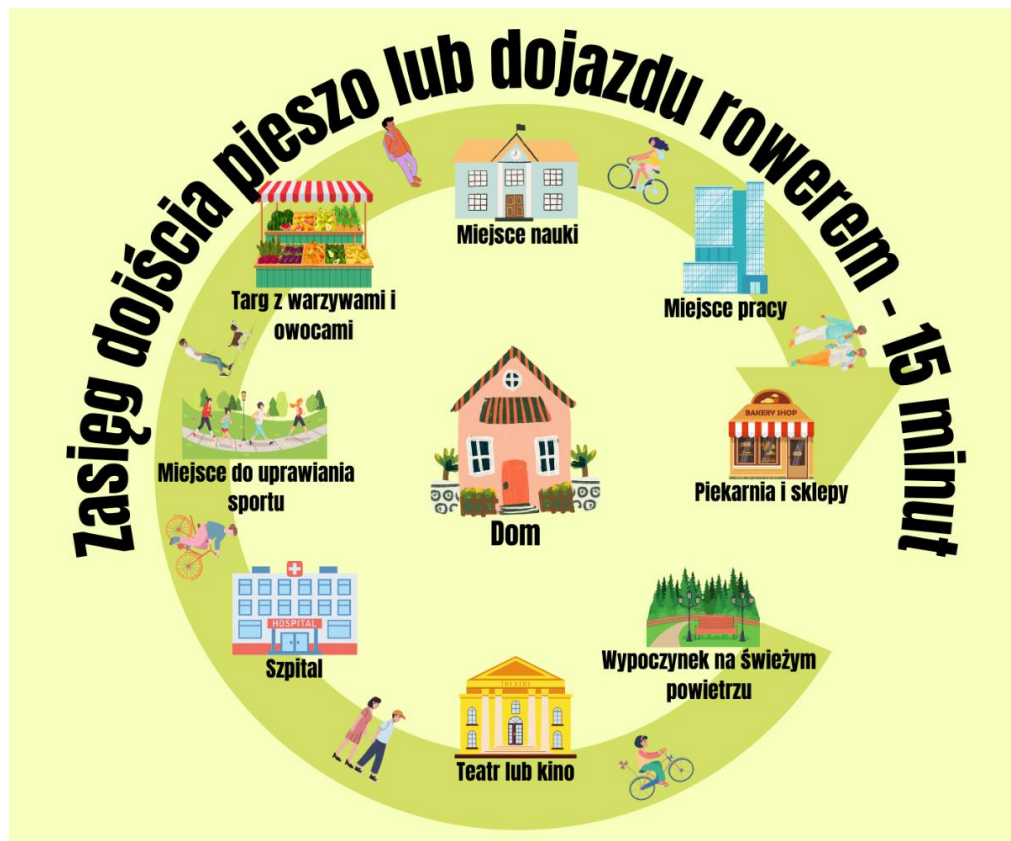 Zasięg dojścia pieszo lub dojazdu rowerem - 15 minut
Miejsce nauki
Miejsce pracy
BAKERY SHOP
Piekarnia i sklepy
Wypoczynek na świeżym
powietrzu
THEATRE
Teatr lub kino
HOSPITAL
Szpital
Miejsce do uprawiania
sportu
Targ z warzywami i
owocami
Dom